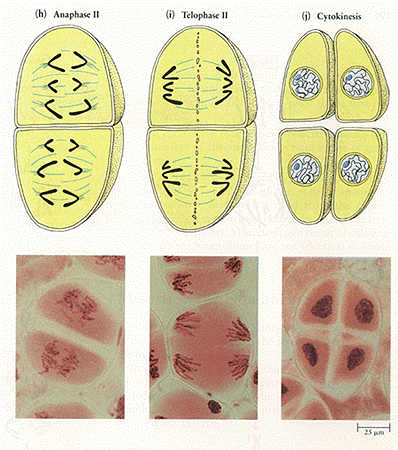 (h) Anaphase II
(i) Telophase II
(j) Cytokinesis
25 μm